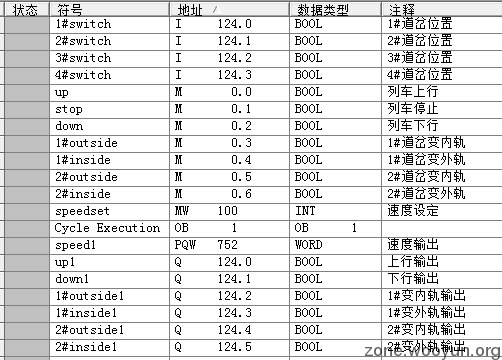 状态 符号 地址 数据类型 注释
1#switch I 124.0 BOOL 1#道岔位置
2#switch I 124.1 BOOL 2#道岔位置
3#switch I 124.2 BOOL 3#道岔位置
4#switch I 124.3 BOOL 4#道岔位置
up M 0.0 BOOL 列车上行
stop M 0.1 BOOL 列车停止
down M 0.2 BOOL 列车下行
1#outside M 0.3 BOOL 1#道岔变内轨
1#inside M 0.4 BOOL 1#道岔变外轨
2#outside M 0.5 BOOL 2#道岔变内轨
2#inside M 0.6 BOOL 2#道岔变外轨
speedset MW 100 INT 速度设定
Cycle Execution OB 1 OB 1
speed1 PQW 752 WORD 速度输出
up1 Q 124.0 BOOL 上行输出
down1 Q 124.1 BOOL 下行输出
1#outside1 Q 124.2 BOOL 1#变内轨输出
1#inside1 Q 124.3 BOOL 1#变外轨输出
2#outside1 Q 124.4 BOOL 2#变内轨输出
2#inside1 Q 124.5 BOOL 2#变外轨输出
zone.wooyun.org